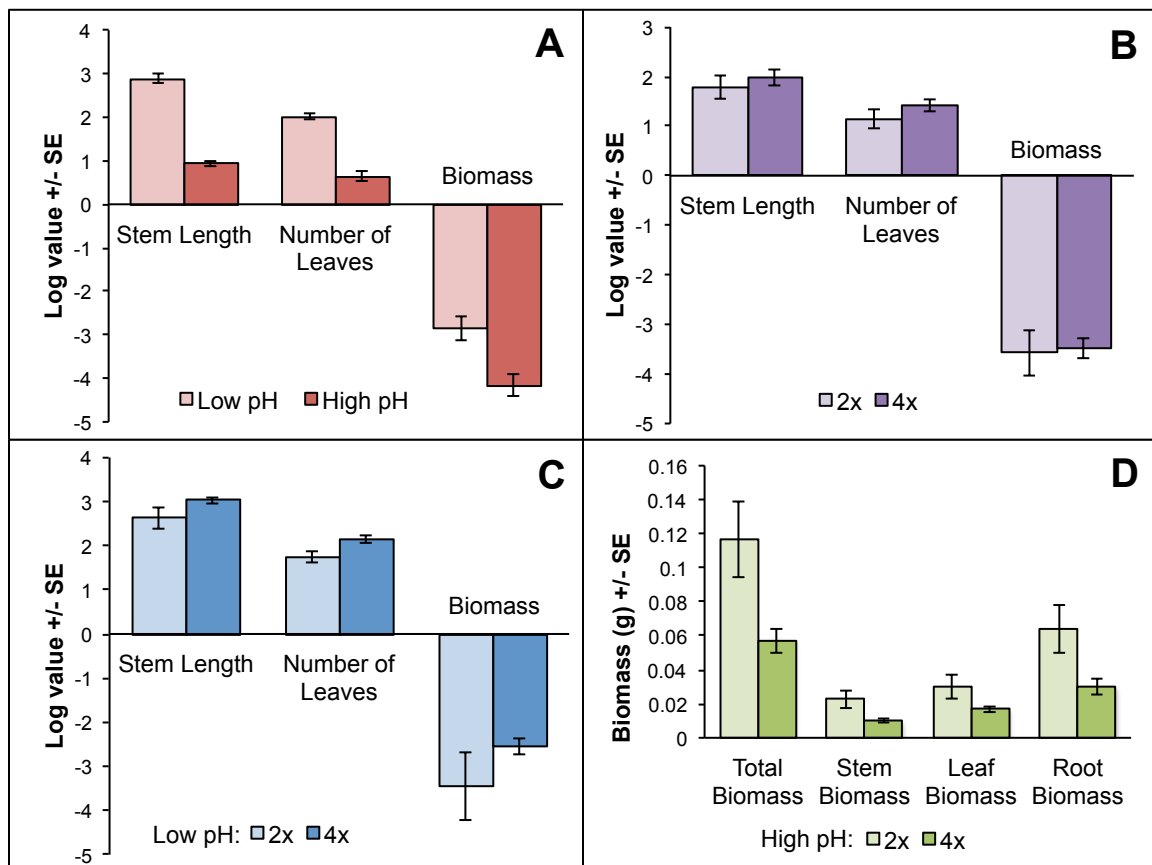 A
Log value +/- SE
4
3
2
1
0
-1
-2
-3
-4
-5
Stem Length
Number of
Leaves
Biomass
Low pH
High pH
B
Log value +/- SE
3
2
1
0
-1
-2
-3
-4
-5
Stem Length
Number of
Leaves
Biomass
2x
4x
C
Log value +/- SE
4
3
2
1
0
-1
-2
-3
-4
-5
Stem Length
Number of
Leaves
Biomass
Low pH: 2x 4x
D
Biomass (g) +/- SE
0.16
0.14
0.12
0.1
0.08
0.06
0.04
0.02
0
Total
Biomass
Stem
Biomass
Leaf
Biomass
Root
Biomass
High pH: 2x 4x